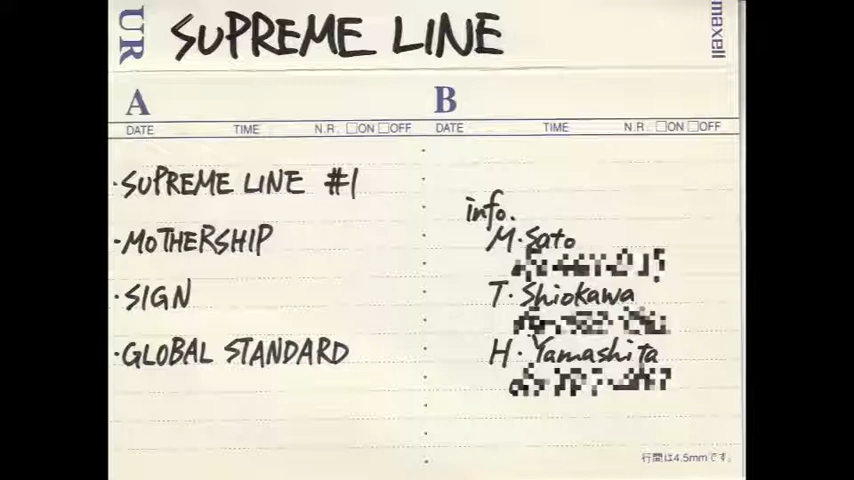 UR
SUPREME LINE
maxell
A
B
DATE TIME N.R. ☐ON ☐OFF
DATE TIME N.R. ☐ON ☐OFF
·SUPREME LINE #1
·MOTHERSHIP
·SIGN
·GLOBAL STANDARD
info.
M·Sato
T·Shiokawa
H·Yamashita
行間は4.5mmです。